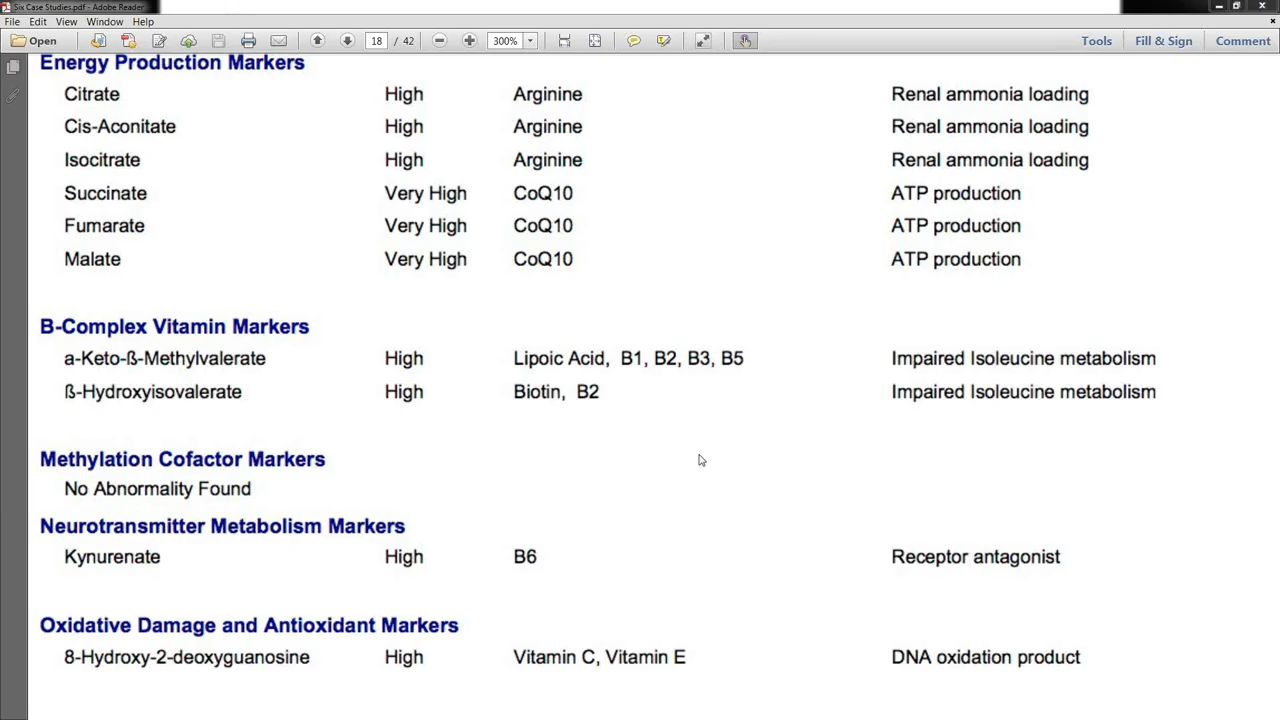 Six Case Studies.pdf - Adobe Reader
File Edit View Window Help
Open 18 / 42 300% Tools Fill & Sign Comment
Energy Production Markers
Citrate High Arginine Renal ammonia loading
Cis-Aconitate High Arginine Renal ammonia loading
Isocitrate High Arginine Renal ammonia loading
Succinate Very High CoQ10 ATP production
Fumarate Very High CoQ10 ATP production
Malate Very High CoQ10 ATP production
B-Complex Vitamin Markers
a-Keto-ß-Methylvalerate High Lipoic Acid, B1, B2, B3, B5 Impaired Isoleucine metabolism
ß-Hydroxyisovalerate High Biotin, B2 Impaired Isoleucine metabolism
Methylation Cofactor Markers
No Abnormality Found
Neurotransmitter Metabolism Markers
Kynurenate High B6 Receptor antagonist
Oxidative Damage and Antioxidant Markers
8-Hydroxy-2-deoxyguanosine High Vitamin C, Vitamin E DNA oxidation product